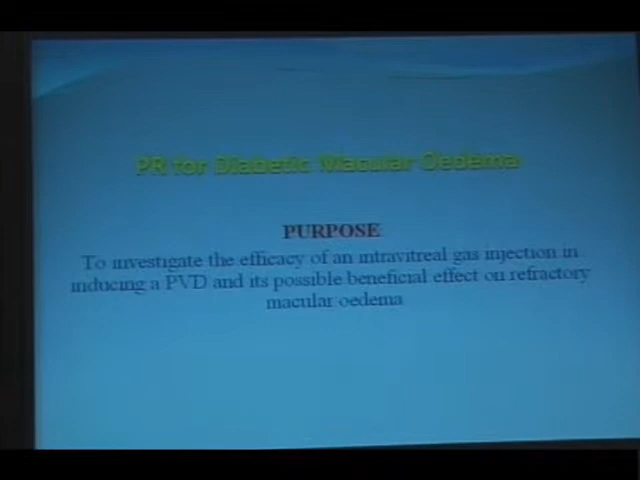 PR for Diabetic Macular Oedema
PURPOSE
To investigate the efficacy of an intravitreal gas injection in
inducing a PVD and its possible beneficial effect on refractory
macular oedema